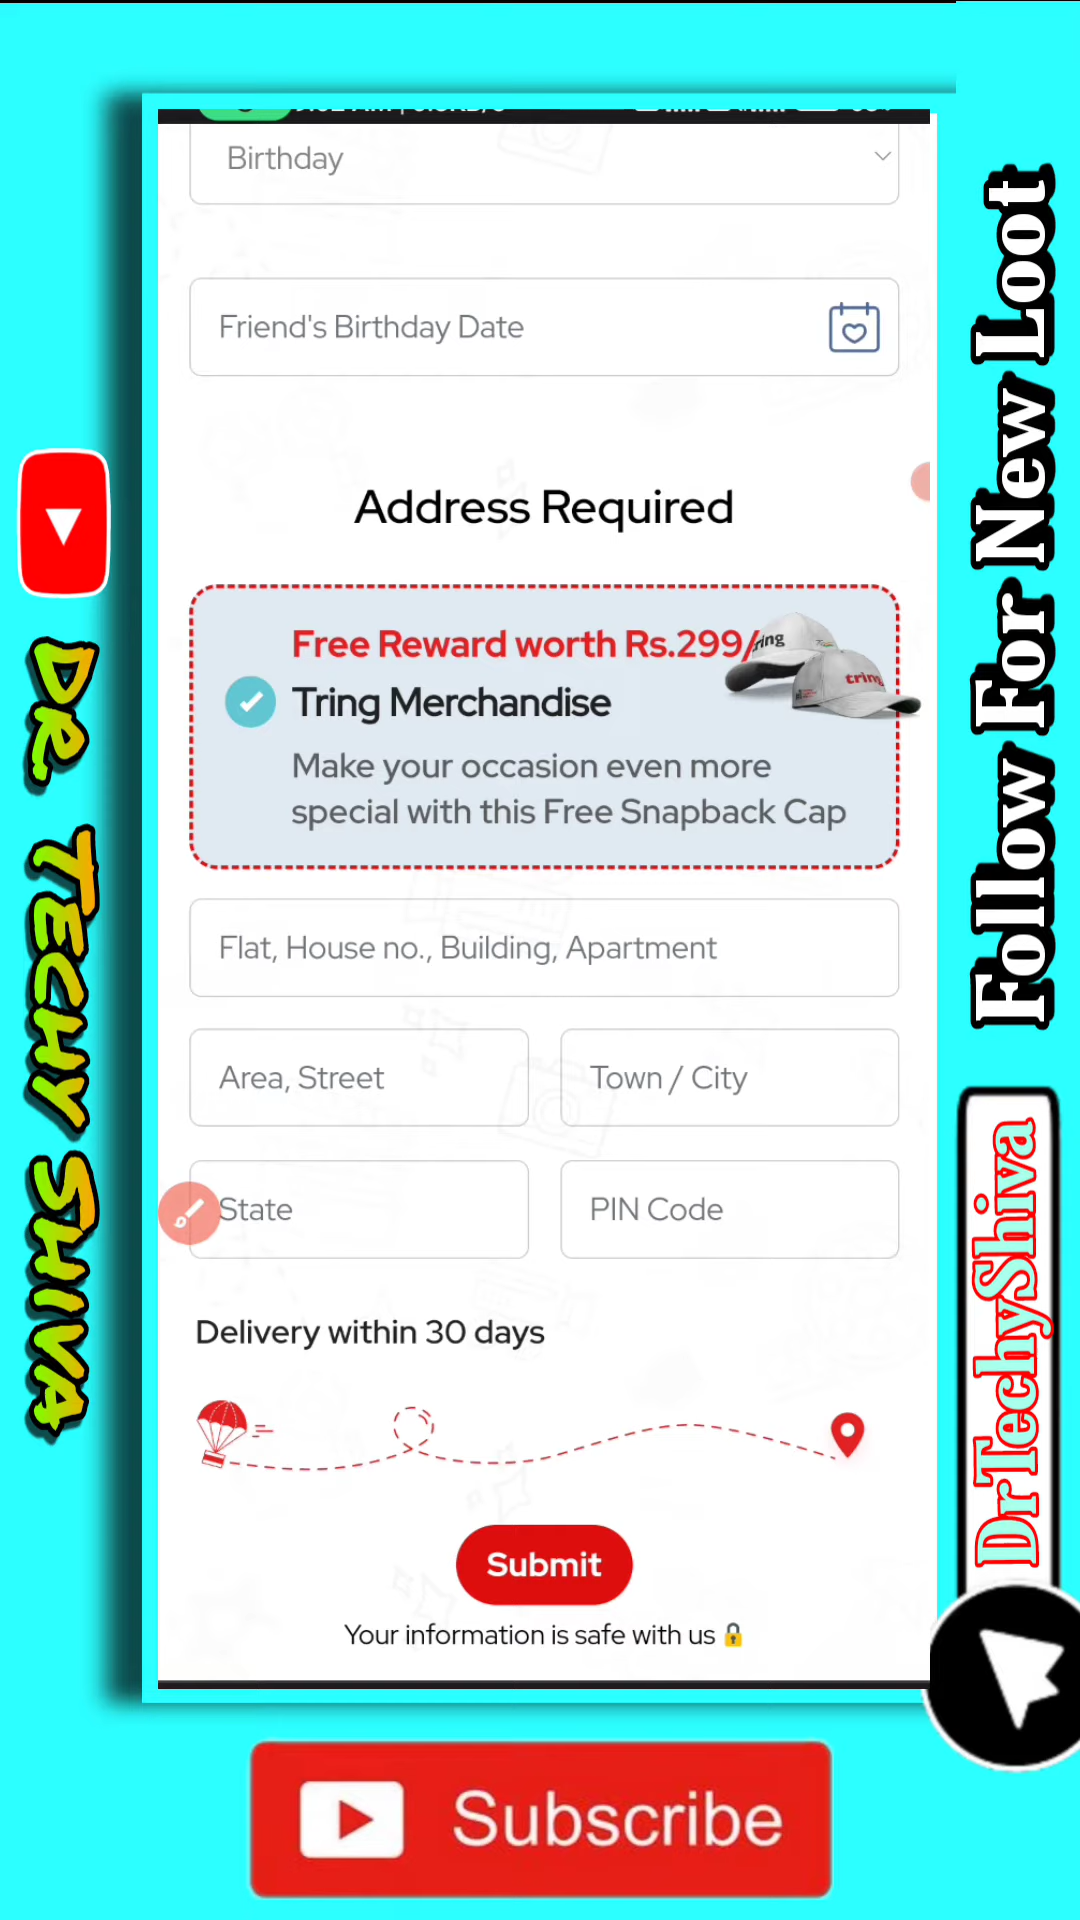 Birthday
Friend's Birthday Date
Address Required
Free Reward worth Rs.299/
Tring Merchandise
Make your occasion even more
special with this Free Snapback Cap
tring
Flat, House no., Building, Apartment
Area, Street
Town / City
State
PIN Code
Delivery within 30 days
Submit
Your information is safe with us
DR TECHY SHIVA
Follow For New Loot
DrTechyShiva
Subscribe